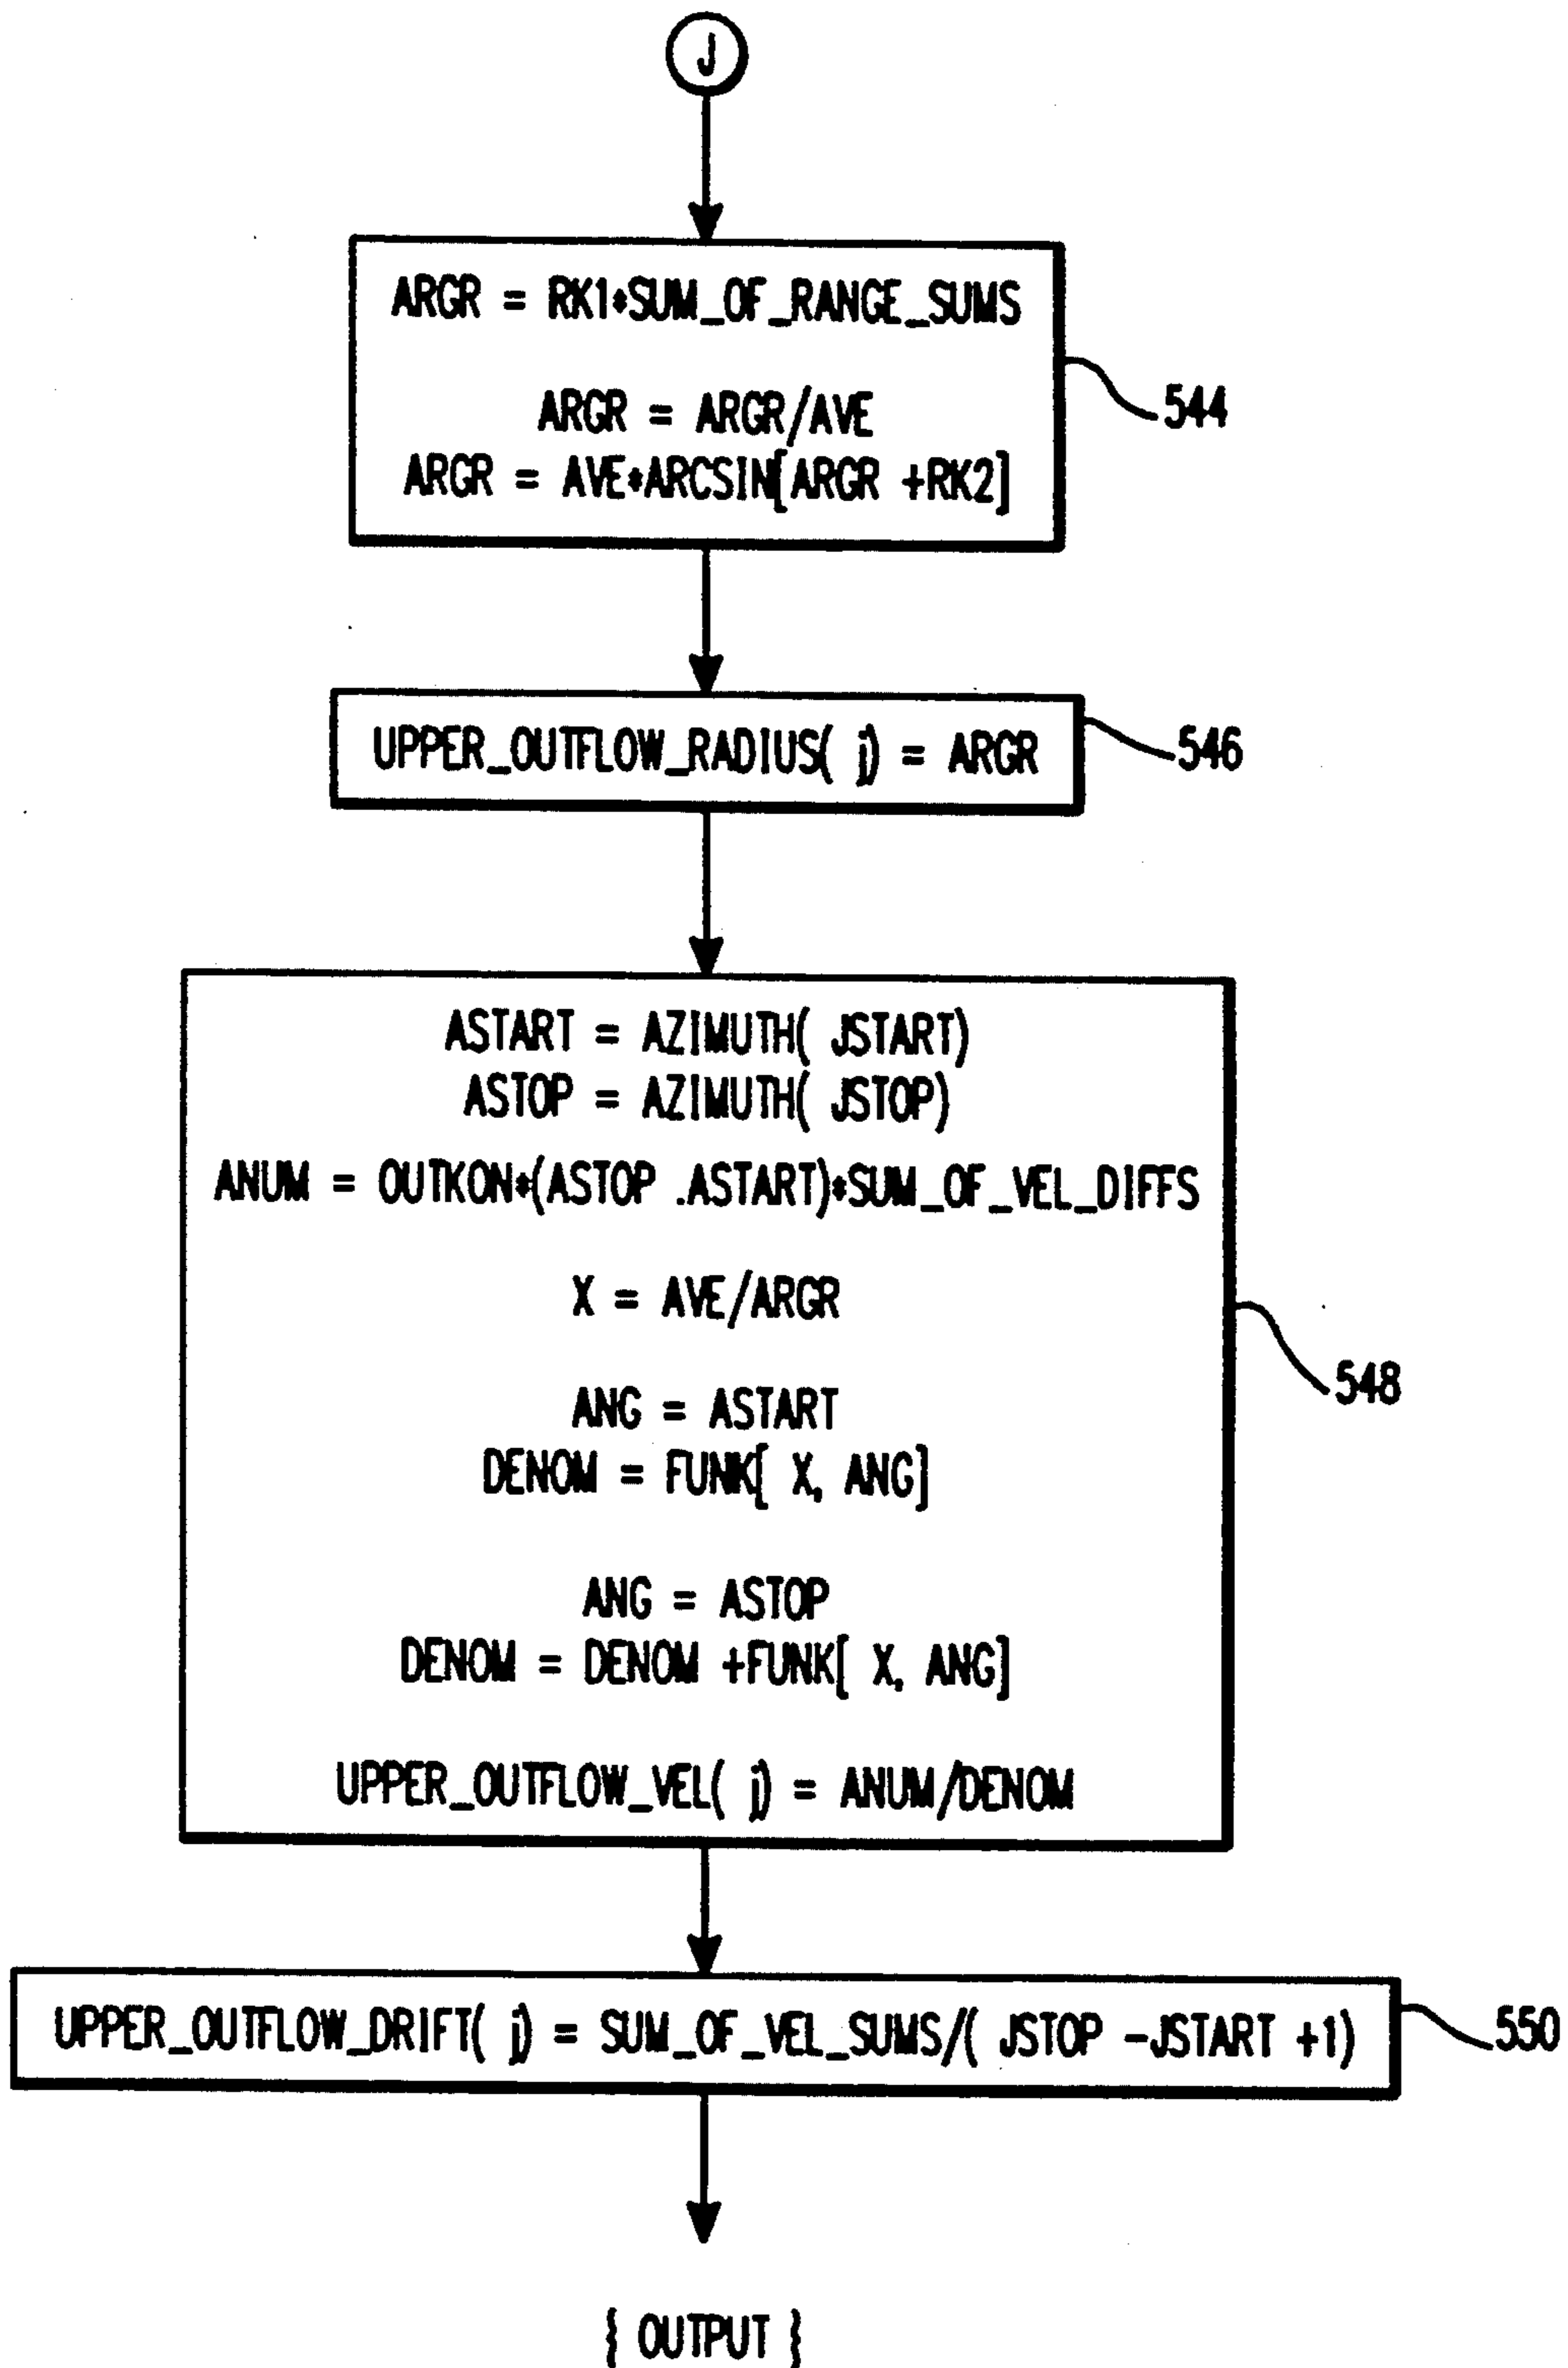 J
ARGR = RK1*SUM_OF_RANGE_SUMS
ARGR = ARGR/AVE
ARGR = AVE*ARCSIN[ARGR +RK2]
544
UPPER_OUTFLOW_RADIUS( j) = ARGR
546
ASTART = AZIMUTH( JSTART)
ASTOP = AZIMUTH( JSTOP)
ANUM = OUTKON*(ASTOP .ASTART)*SUM_OF_VEL_DIFFS
X = AVE/ARGR
ANG = ASTART
DENOM = FUNK[ X, ANG]
ANG = ASTOP
DENOM = DENOM +FUNK[ X, ANG]
UPPER_OUTFLOW_VEL( j) = ANUM/DENOM
548
UPPER_OUTFLOW_DRIFT( j) = SUM_OF_VEL_SUMS/( JSTOP -JSTART +1)
550
{ OUTPUT }